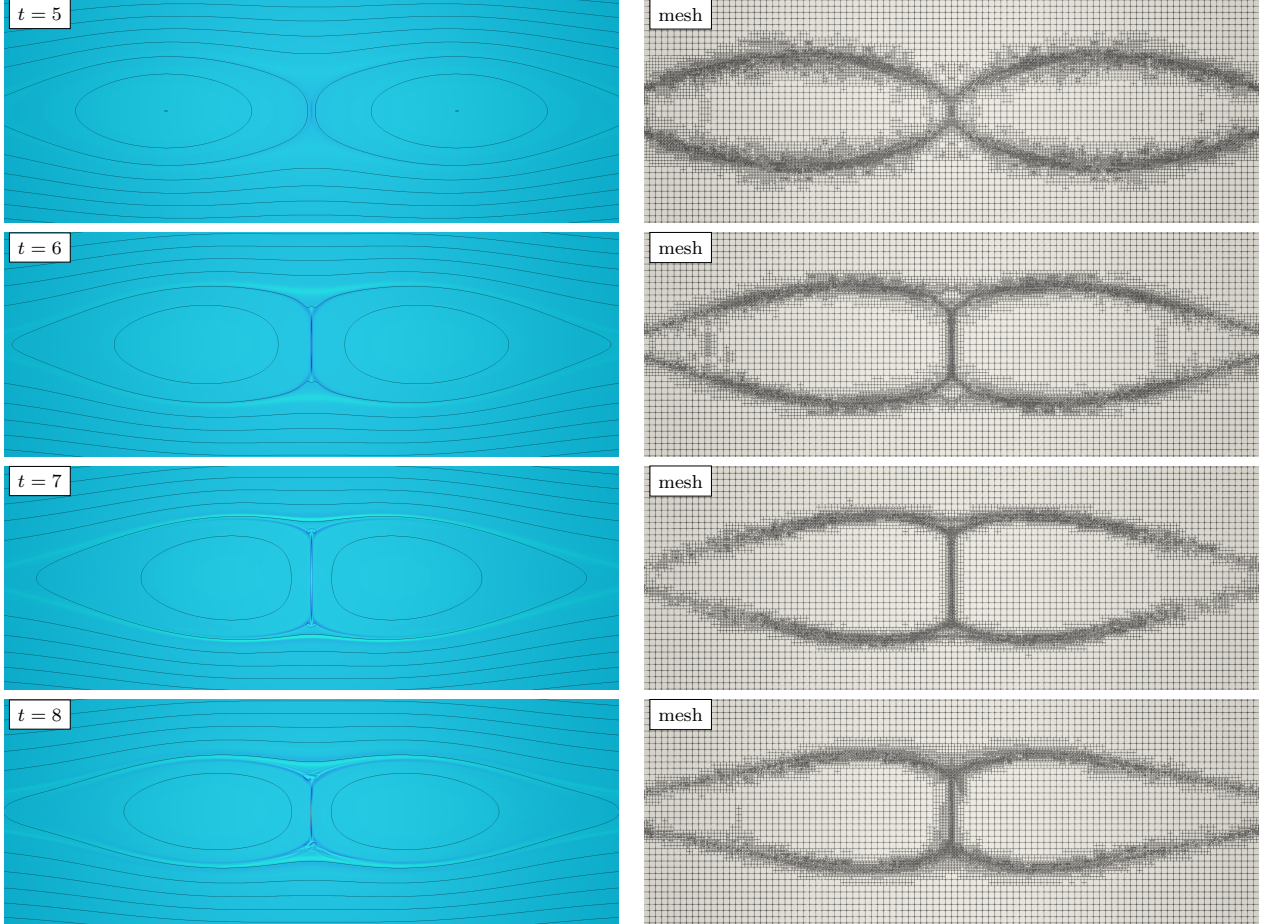 t = 5
mesh
t = 6
mesh
t = 7
mesh
t = 8
mesh